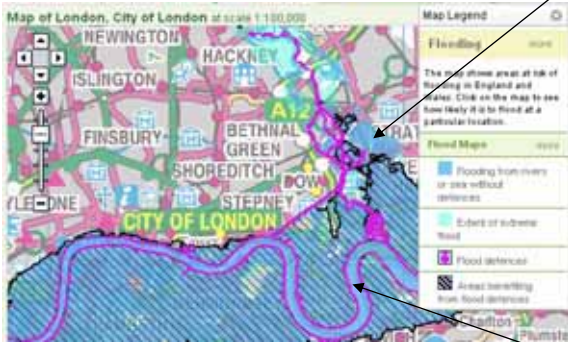 Map of London, City of London at scale 1:100,000
Map Legend
NEWINGTON
HACKNEY
ISLINGTON
A12
FINSBURY
BETHNAL
GREEN
SHOREDITCH
BOW
STEPNEY
CITY OF LONDON
Flooding more
The map shows areas at risk of
flooding in England and
Wales. Click on the map to see
how likely it is to flood at a
particular location.
Flood Maps more
Flooding from rivers
or sea without
defences
Extent of extreme
flood
Flood defences
Areas benefiting
from flood defences
Charlton